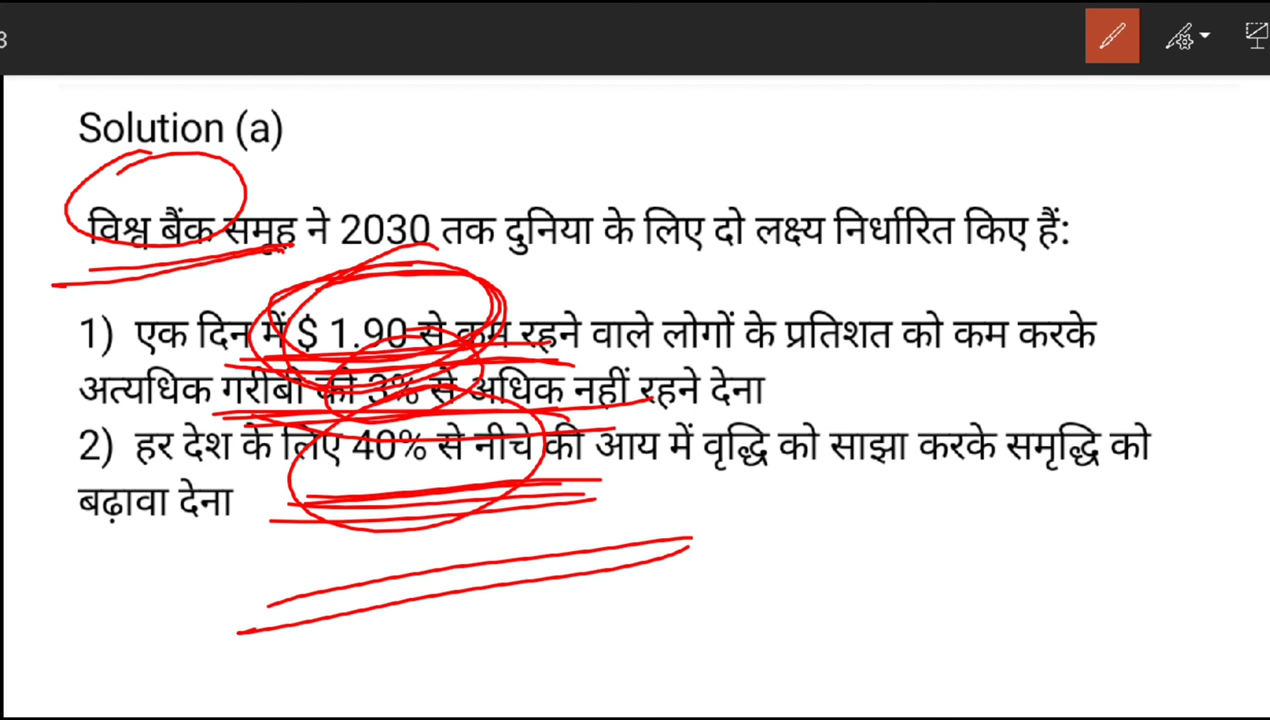 3
Solution (a)
विश्व बैंक समूह ने 2030 तक दुनिया के लिए दो लक्ष्य निर्धारित किए हैं:
1) एक दिन में $ 1.90 से कम रहने वाले लोगों के प्रतिशत को कम करके
अत्यधिक गरीबी को 3% से अधिक नहीं रहने देना
2) हर देश के लिए 40% से नीचे की आय में वृद्धि को साझा करके समृद्धि को
बढ़ावा देना